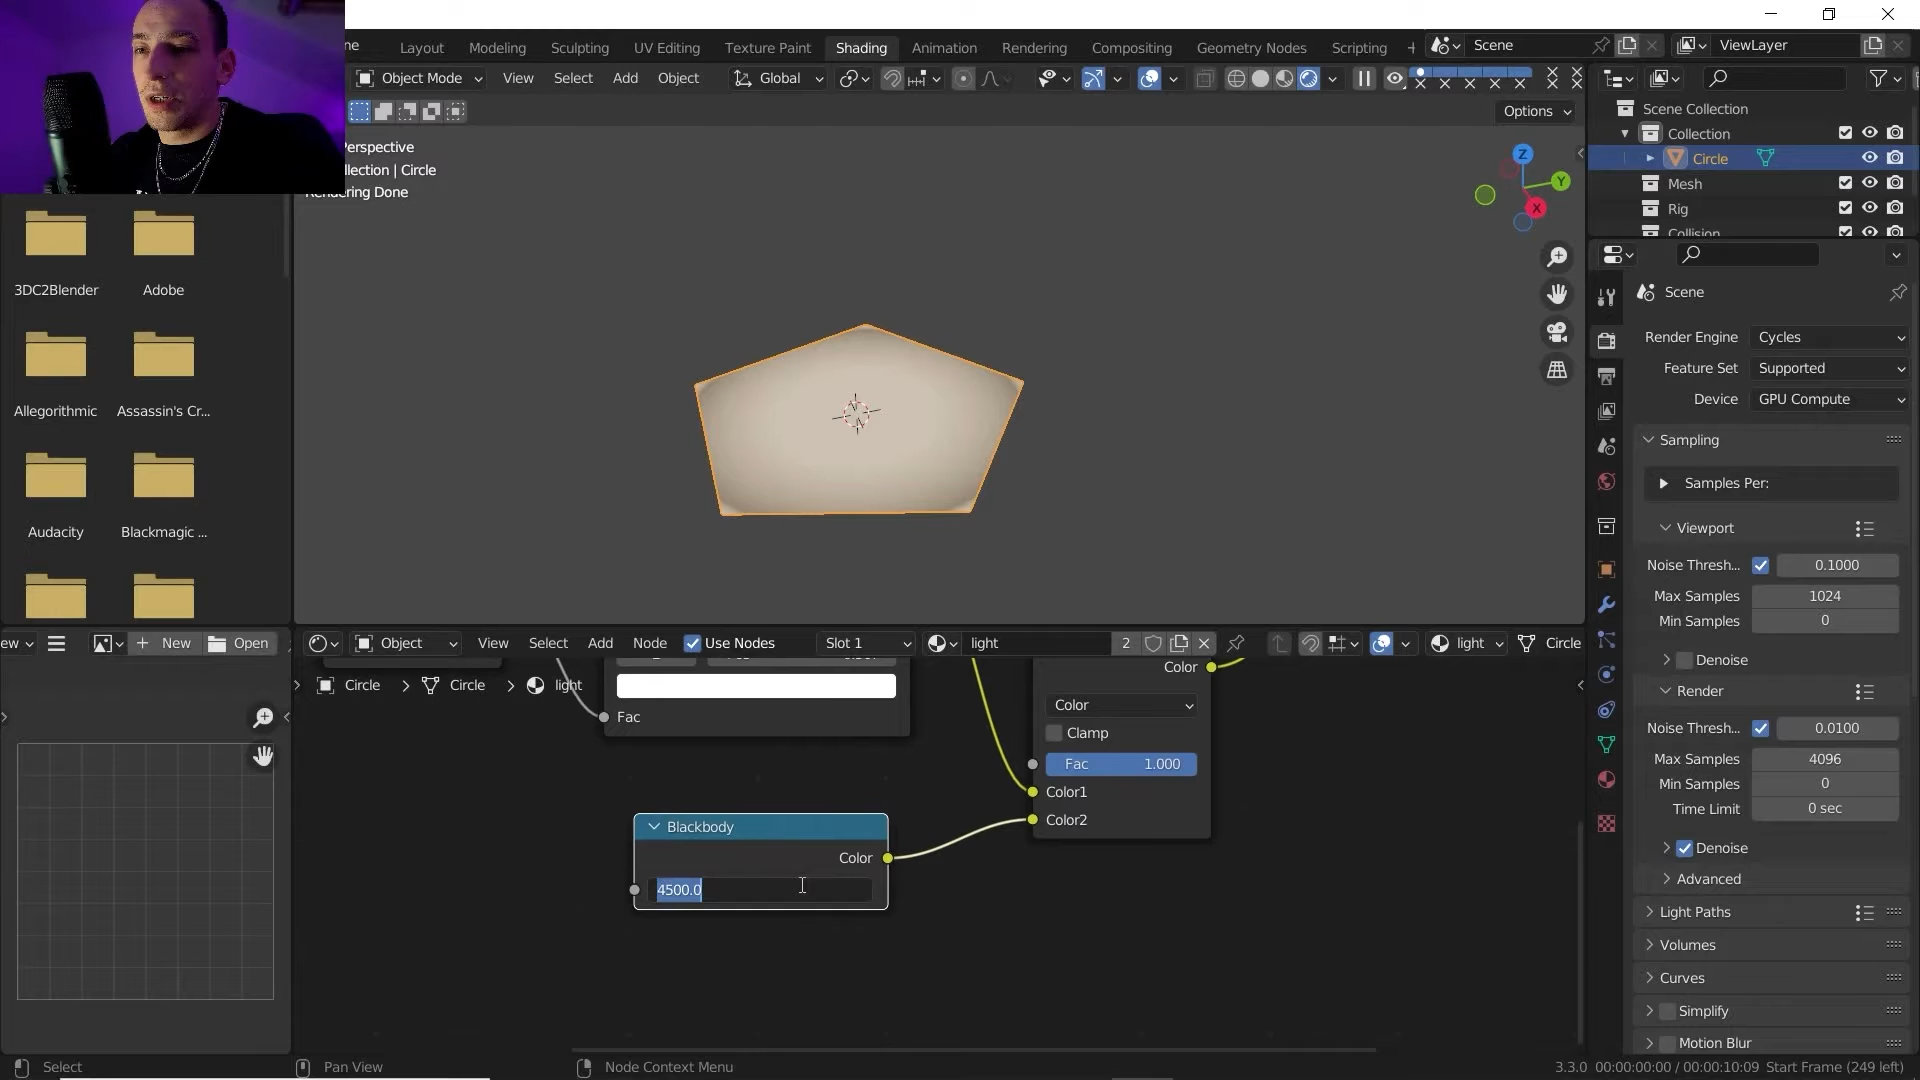 ne
Layout
Modeling
Sculpting
UV Editing
Texture Paint
Shading
Animation
Rendering
Compositing
Geometry Nodes
Scripting
Scene
ViewLayer
Object Mode
View
Select
Add
Object
Global
Options
Perspective
llection | Circle
Rendering Done
Z
Y
X
Scene Collection
Collection
Circle
Mesh
Rig
Collision
Scene
Render Engine Cycles
Feature Set Supported
Device GPU Compute
Sampling
Samples Per:
Viewport
Noise Thresh... 0.1000
Max Samples 1024
Min Samples 0
Denoise
Render
Noise Thresh... 0.0100
Max Samples 4096
Min Samples 0
Time Limit 0 sec
Denoise
Advanced
Light Paths
Volumes
Curves
Simplify
Motion Blur
3DC2Blender
Adobe
Allegorithmic
Assassin's Cr...
Audacity
Blackmagic ...
ew
New
Open
Object
View
Select
Add
Node
Use Nodes
Slot 1
light
2
light
Circle
Circle > Circle > light
Fac
Color
Color
Clamp
Fac 1.000
Color1
Color2
Blackbody
Color
4500.0
Select
Pan View
Node Context Menu
3.3.0 00:00:00:00 / 00:00:10:09 Start Frame (249 left)